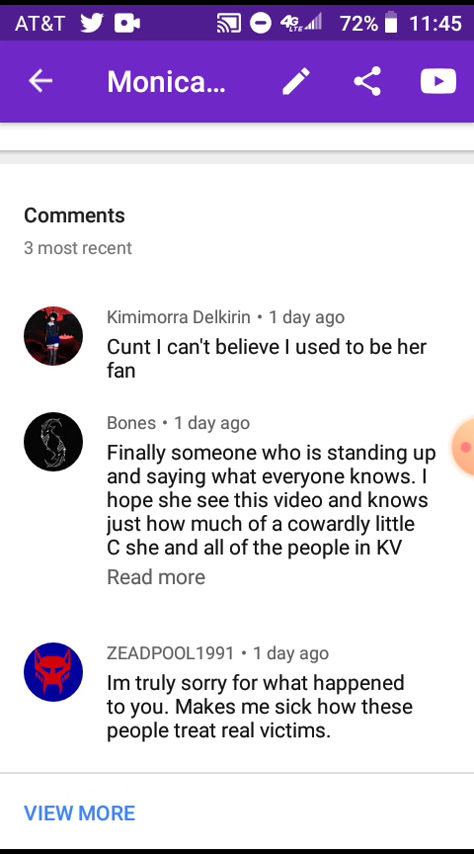 AT&T 4G LTE 72% 11:45
Monica...
Comments
3 most recent
Kimimorra Delkirin • 1 day ago
Cunt I can't believe I used to be her
fan
Bones • 1 day ago
Finally someone who is standing up
and saying what everyone knows. I
hope she see this video and knows
just how much of a cowardly little
C she and all of the people in KV
Read more
ZEADPOOL1991 • 1 day ago
Im truly sorry for what happened
to you. Makes me sick how these
people treat real victims.
VIEW MORE